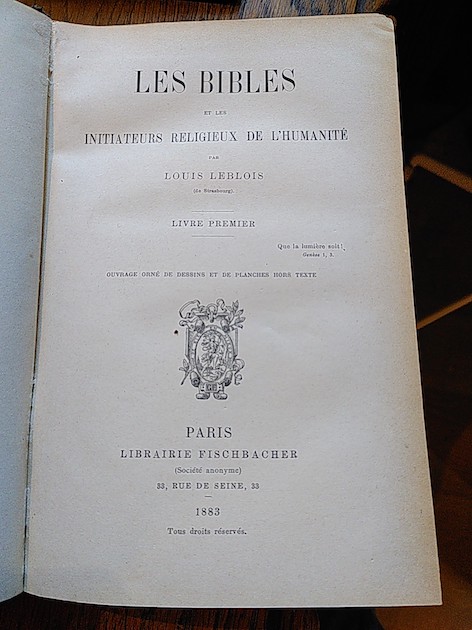 LES BIBLES
ET LES
INITIATEURS RELIGIEUX DE L'HUMANITÉ
PAR
LOUIS LEBLOIS
(de Strasbourg).
LIVRE PREMIER
Que la lumière soit!
Genèse 1, 3.
OUVRAGE ORNÉ DE DESSINS ET DE PLANCHES HORS TEXTE
PARIS
LIBRAIRIE FISCHBACHER
(Société anonyme)
33, RUE DE SEINE, 33
1883
Tous droits réservés.